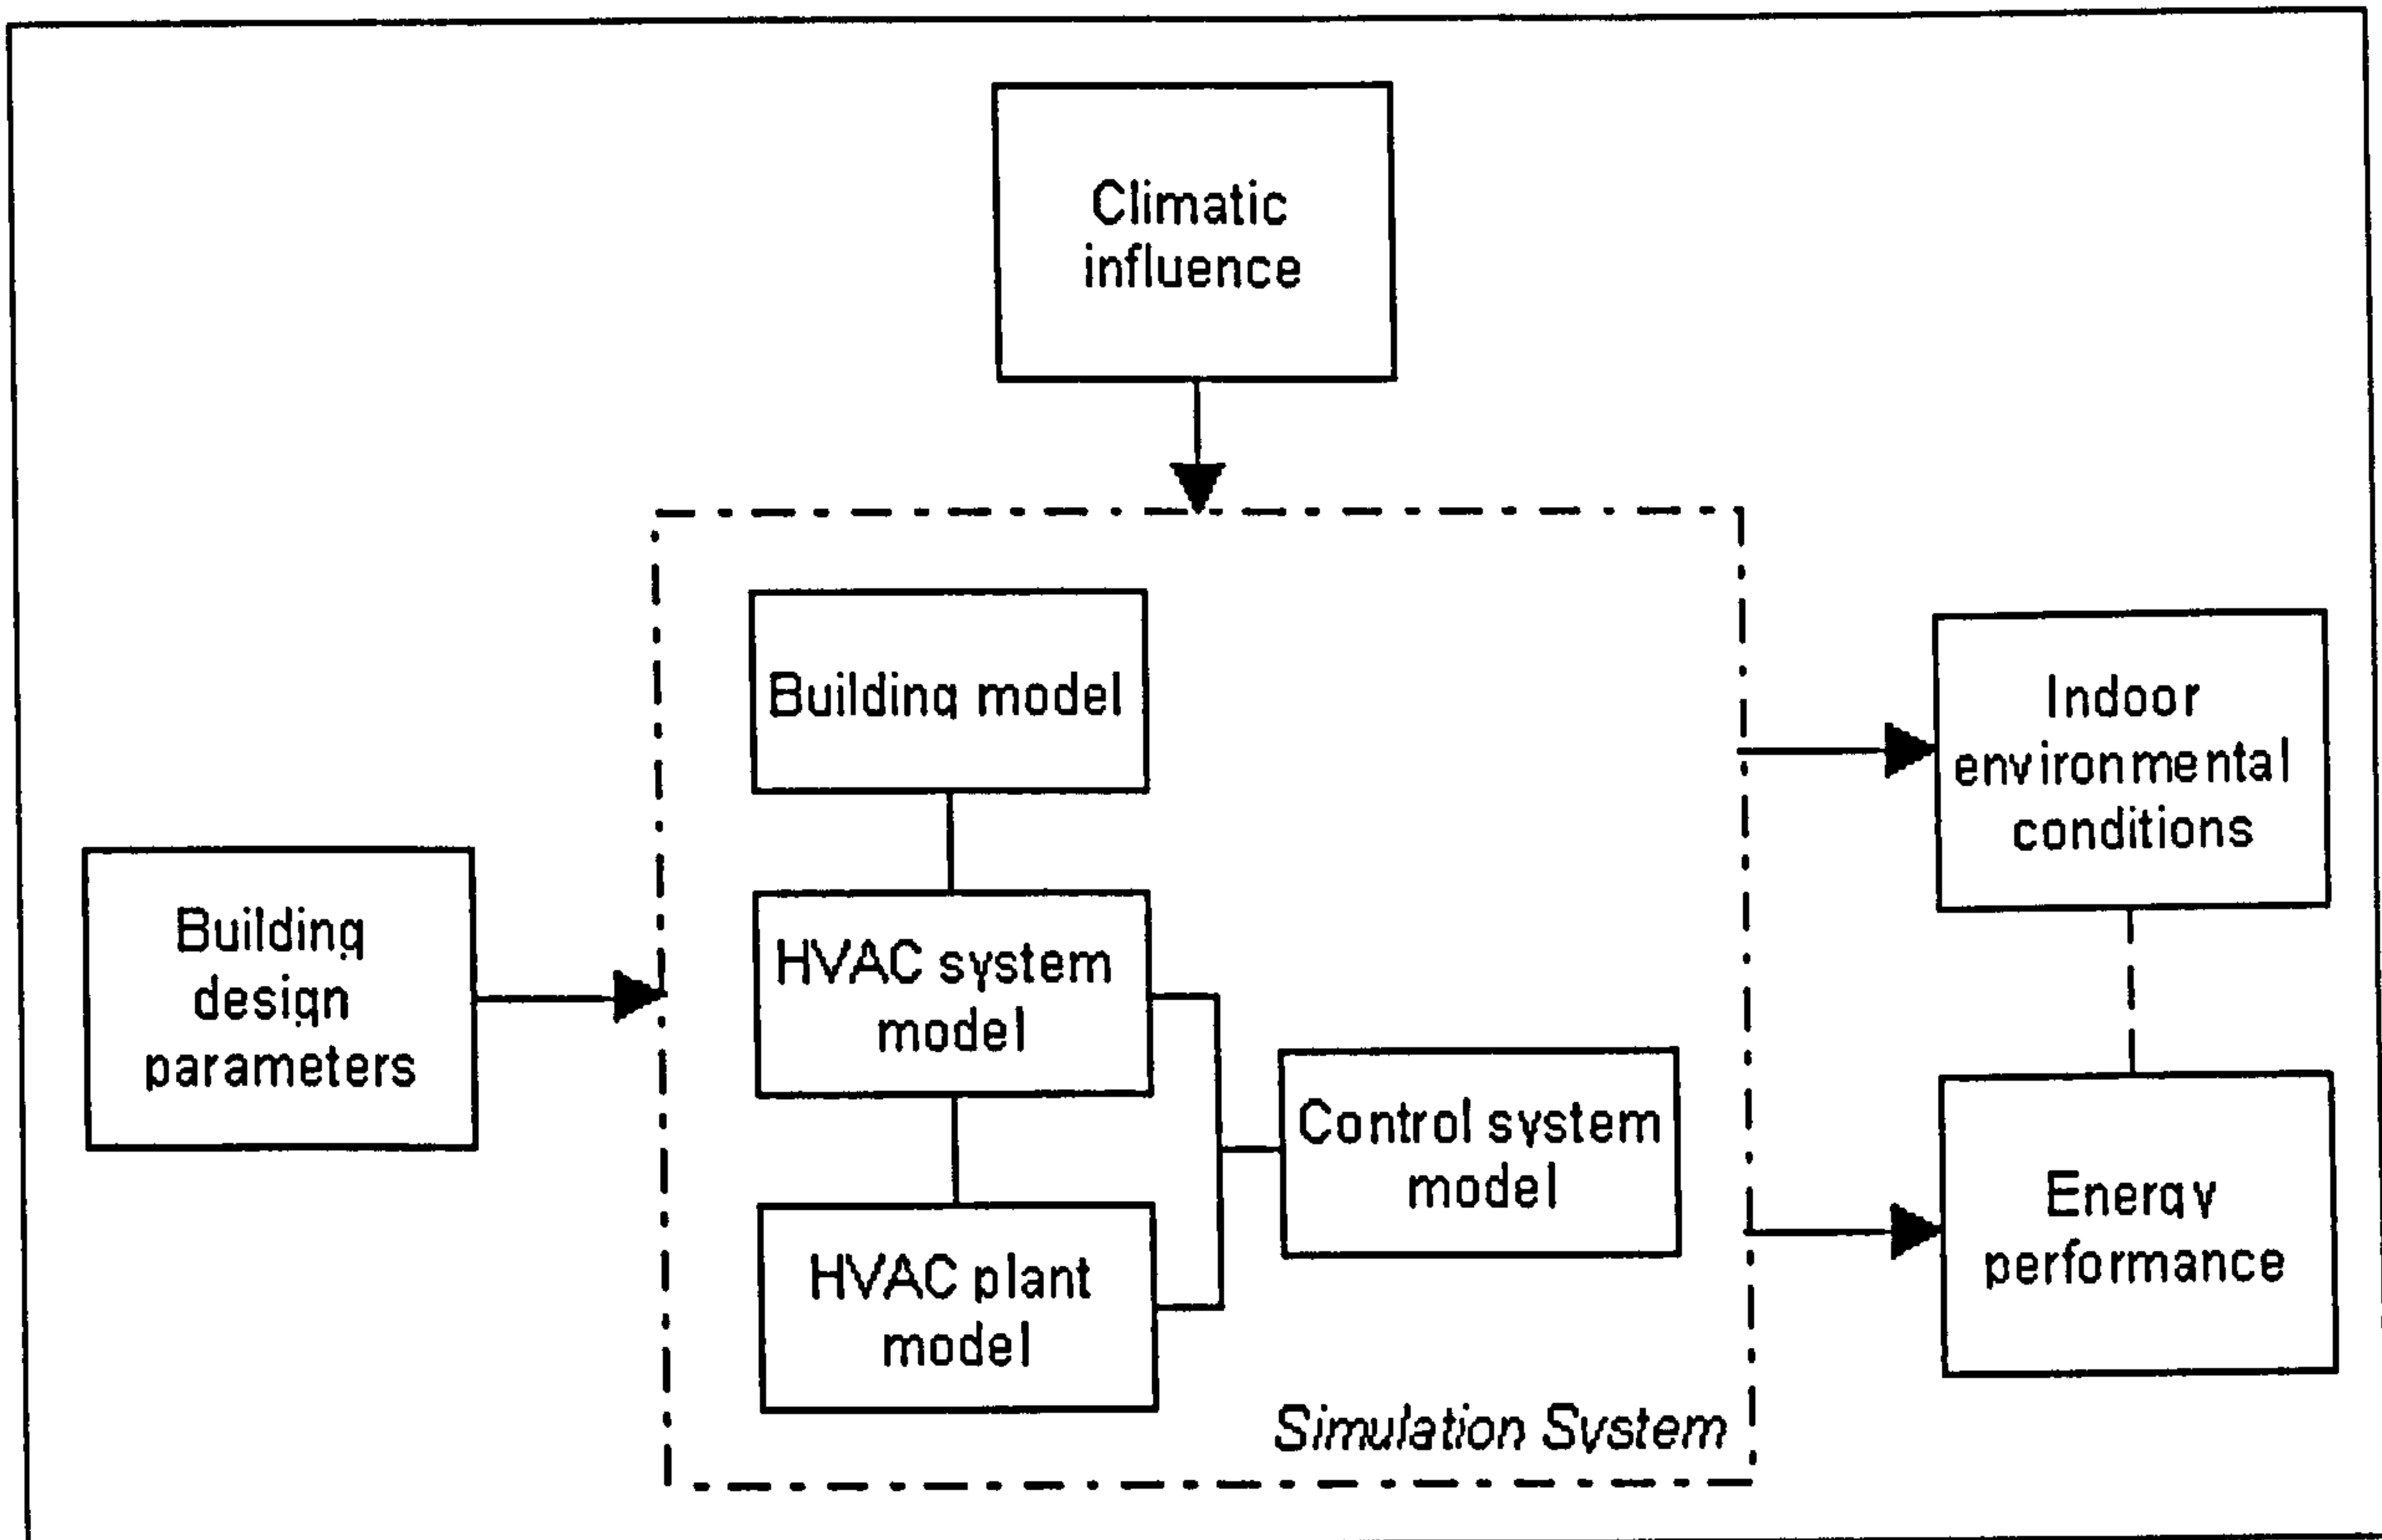 Climatic
influence
Building model
Building
design
parameters
HVAC system
model
HVAC plant
model
Control system
model
Simulation System
Indoor
environmental
conditions
Energy
performance